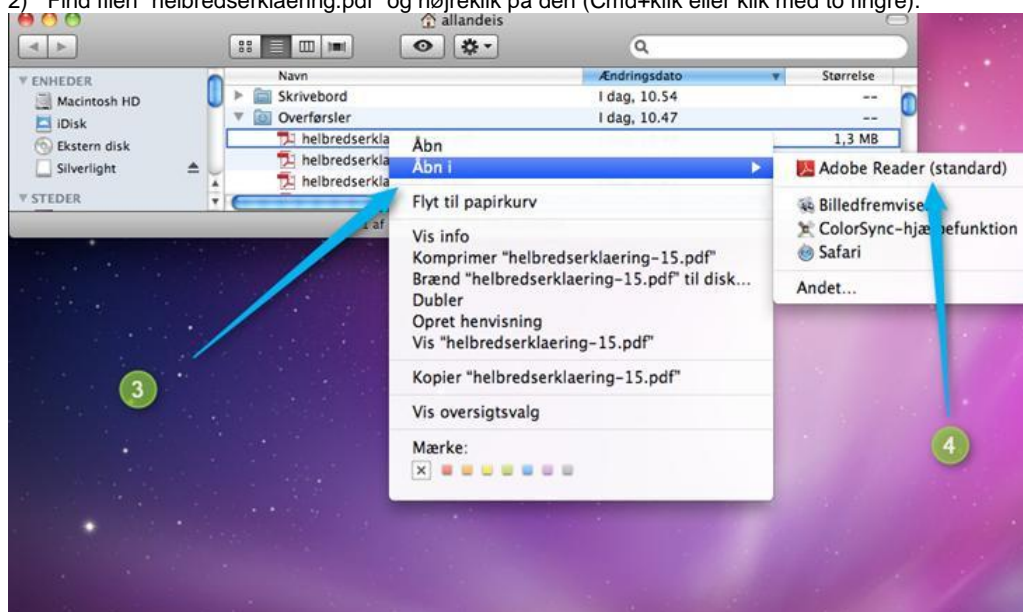 2) Find filen "helbredserklaering.pdf" og højreklik på den (Cmd+klik eller klik med to fingre).
allandeis
ENHEDER
Macintosh HD
iDisk
Ekstern disk
Silverlight
STEDER
Navn Ændringsdato Størrelse
Skrivebord I dag, 10.54 --
Overførsler I dag, 10.47 --
helbredserkla 1,3 MB
helbredserkla
helbredserkla
af
Åbn
Åbn i
Flyt til papirkurv
Vis info
Komprimer "helbredserklaering-15.pdf"
Brænd "helbredserklaering-15.pdf" til disk...
Dubler
Opret henvisning
Vis "helbredserklaering-15.pdf"
Kopier "helbredserklaering-15.pdf"
Vis oversigtsvalg
Mærke:
Adobe Reader (standard)
Billedfremviser
ColorSync-hjælpefunktion
Safari
Andet...
3
4